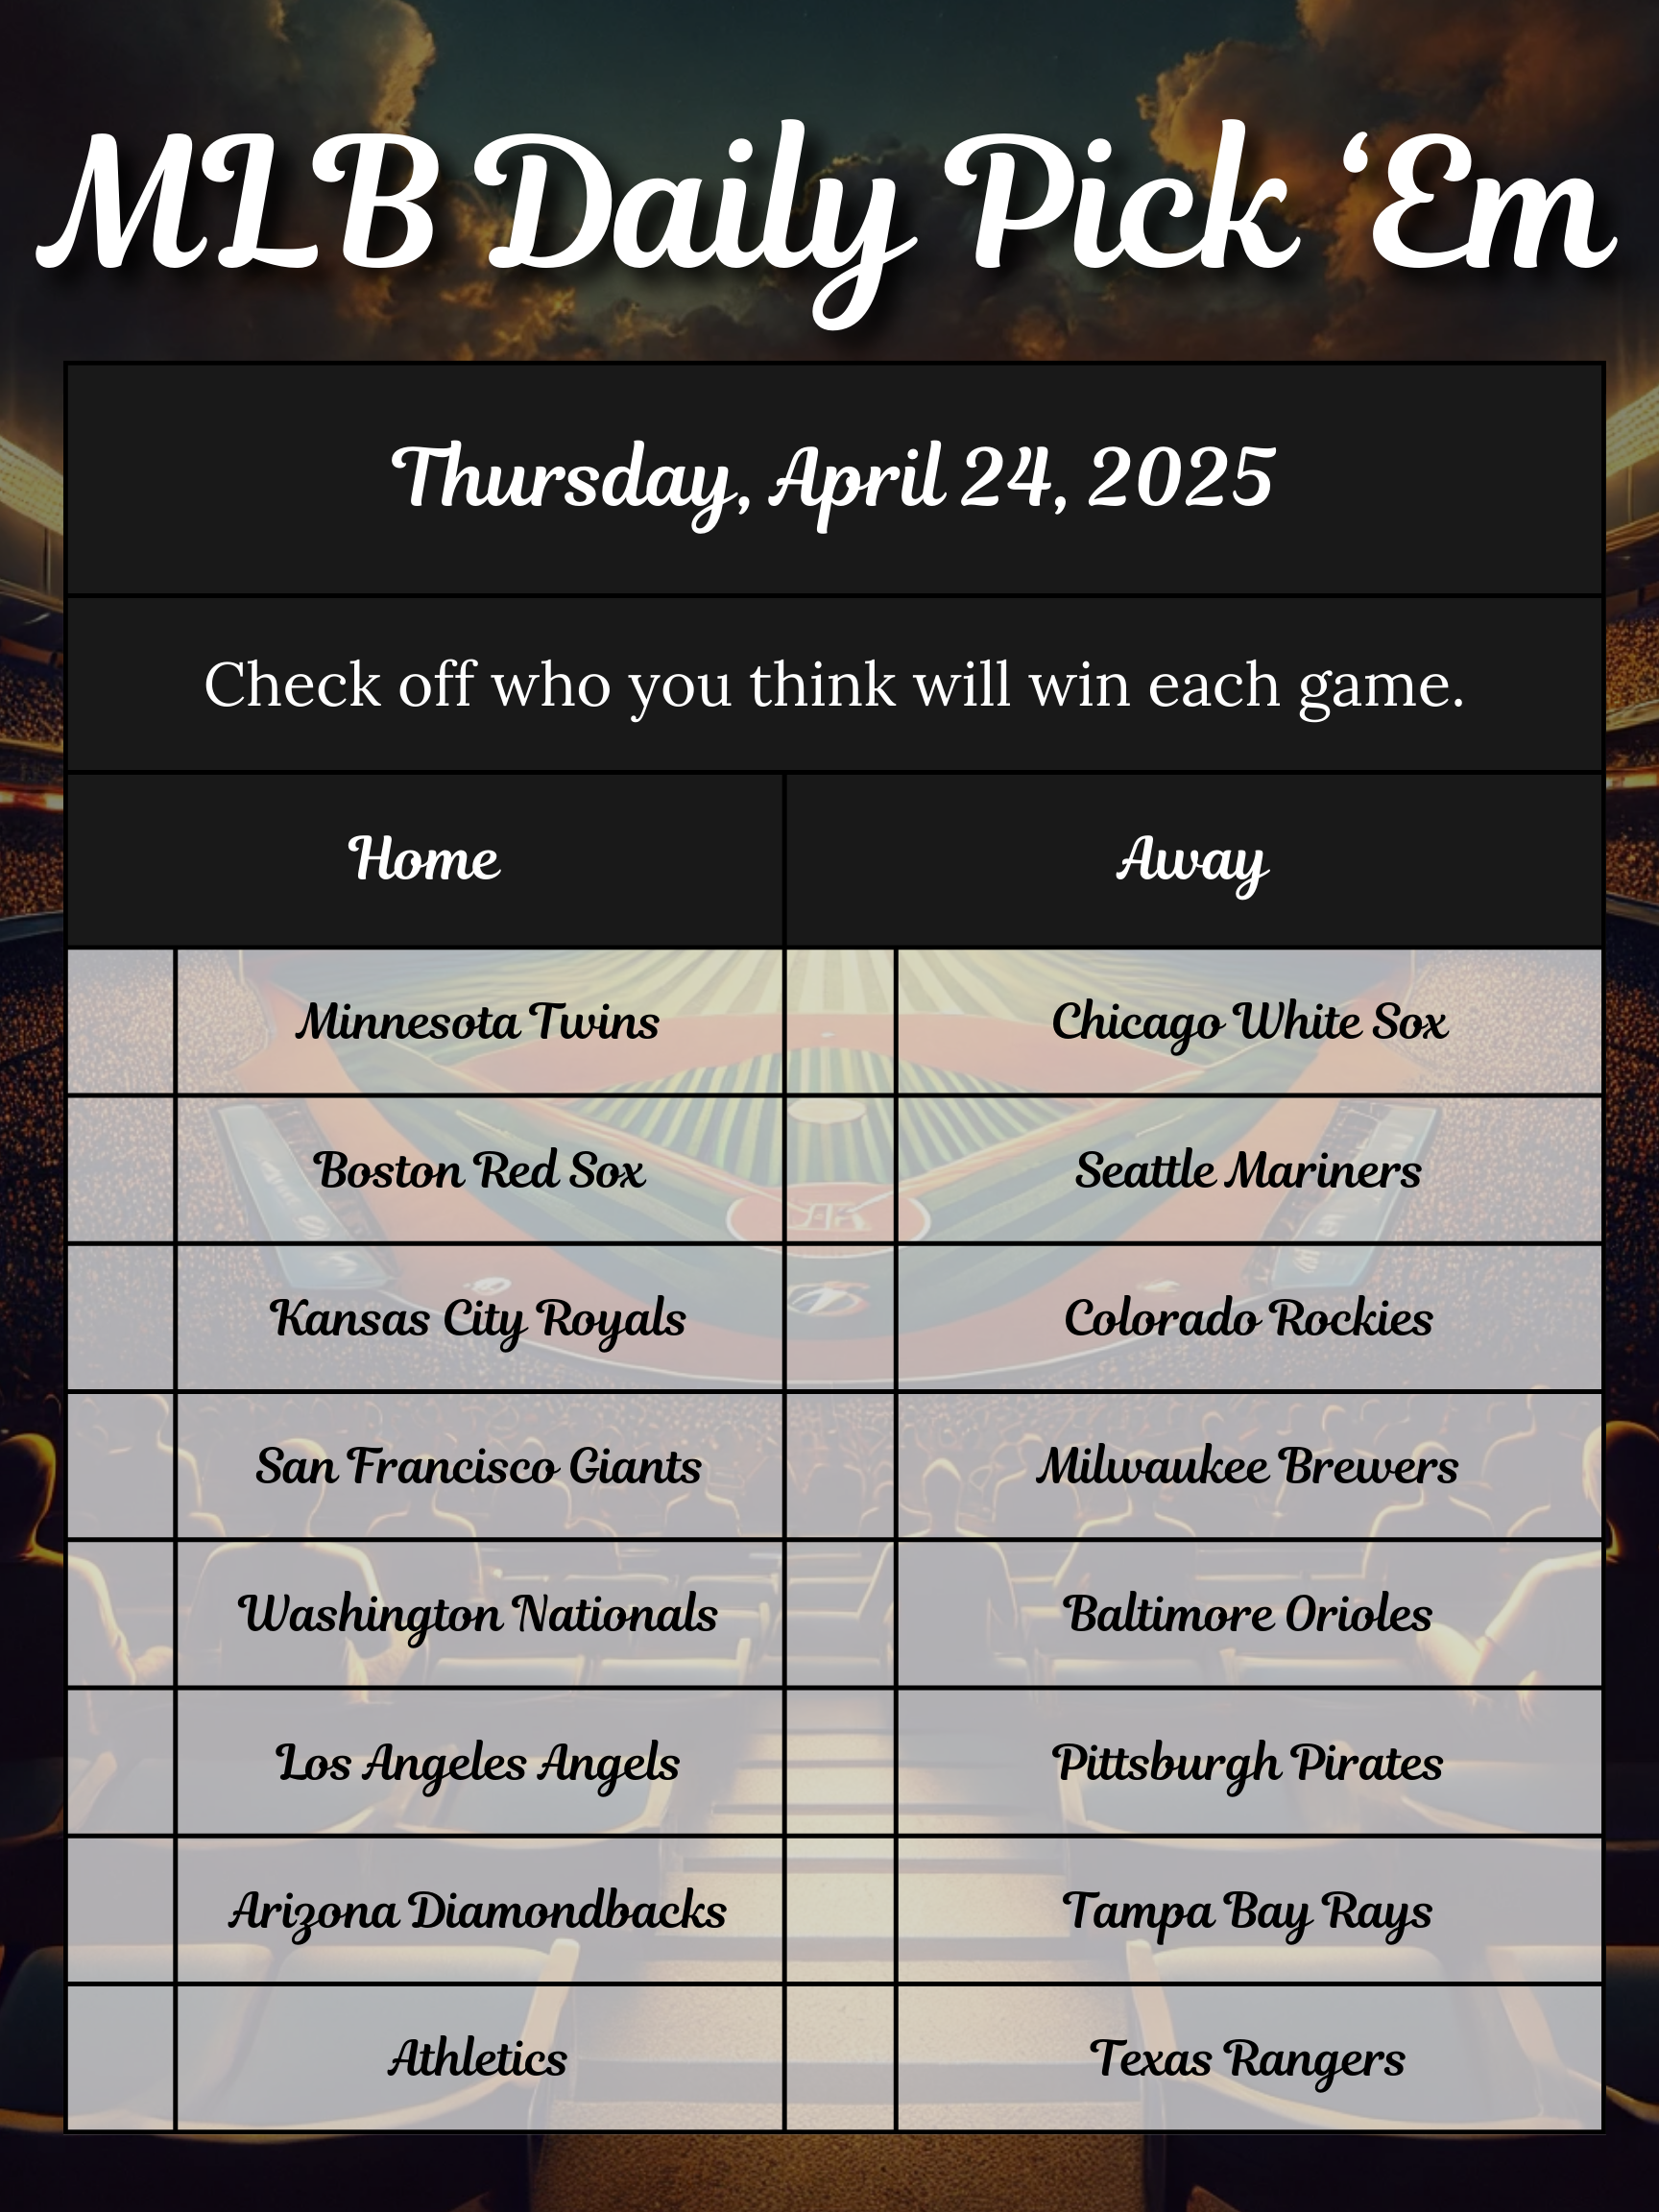 MLB Daily Pick ‘Em
Thursday, April 24, 2025
Check off who you think will win each game.
Home Away
Minnesota Twins Chicago White Sox
Boston Red Sox Seattle Mariners
Kansas City Royals Colorado Rockies
San Francisco Giants Milwaukee Brewers
Washington Nationals Baltimore Orioles
Los Angeles Angels Pittsburgh Pirates
Arizona Diamondbacks Tampa Bay Rays
Athletics Texas Rangers